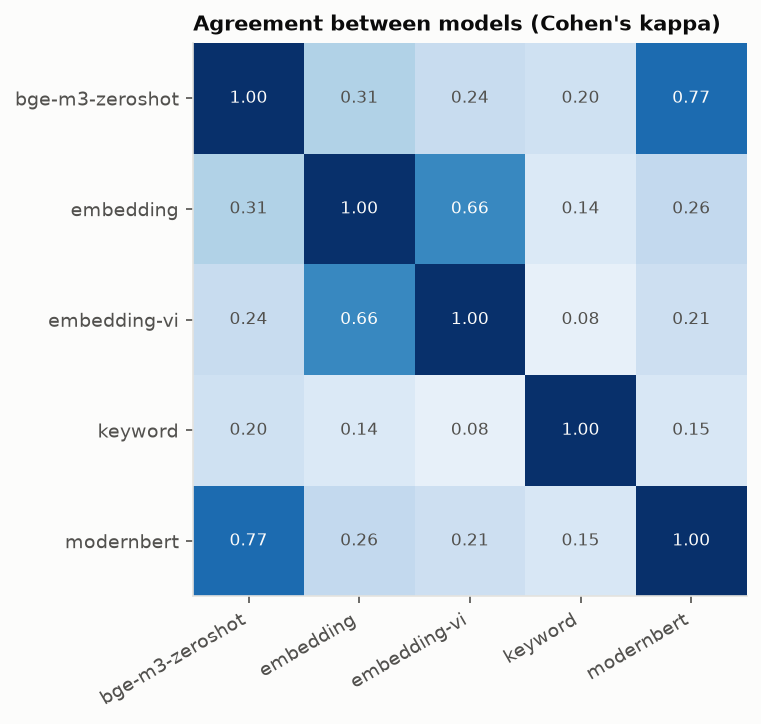 Agreement between models (Cohen's kappa)
bge-m3-zeroshot 1.00 0.31 0.24 0.20 0.77
embedding 0.31 1.00 0.66 0.14 0.26
embedding-vi 0.24 0.66 1.00 0.08 0.21
keyword 0.20 0.14 0.08 1.00 0.15
modernbert 0.77 0.26 0.21 0.15 1.00
bge-m3-zeroshot embedding embedding-vi keyword modernbert